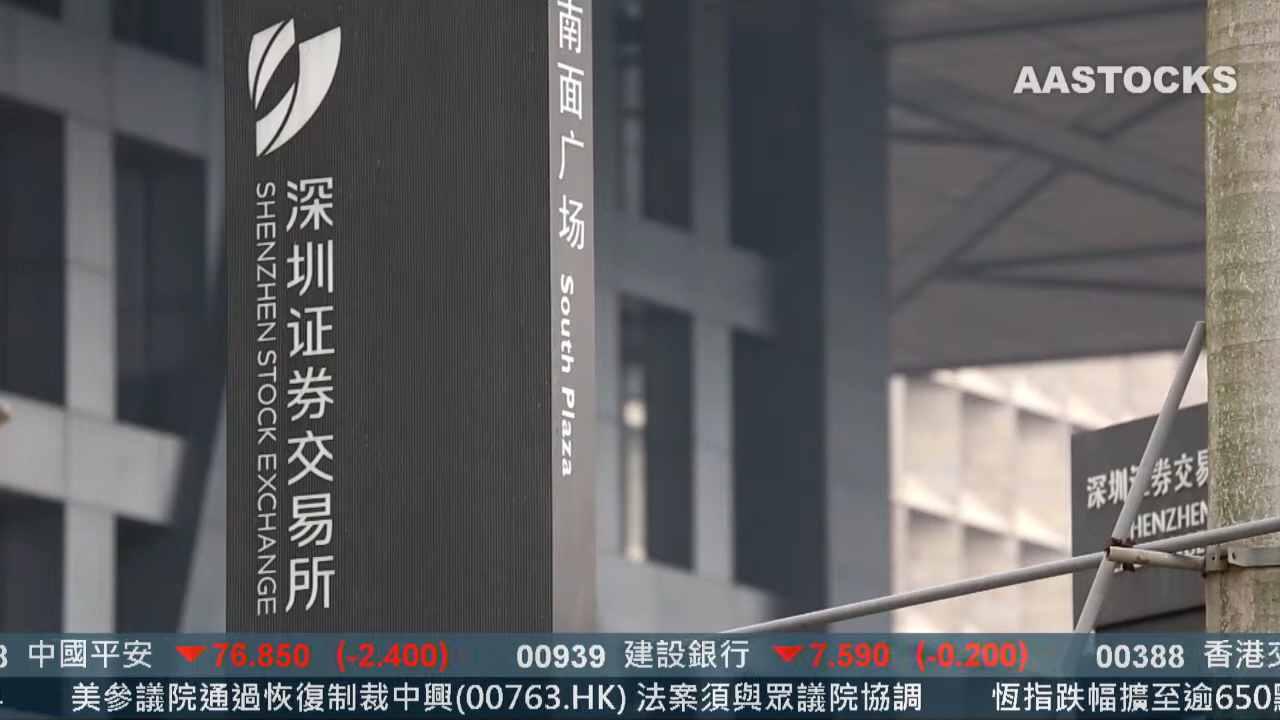 AASTOCKS
深圳证券交易所
SHENZHEN STOCK EXCHANGE
南面广场 South Plaza
深圳证券交易
HENZHEN
中國平安 ▼76.850 (-2.400) 00939 建設銀行 ▼7.590 (-0.200) 00388 香港交
美參議院通過恢復制裁中興(00763.HK) 法案須與眾議院協調 恆指跌幅擴至逾650點